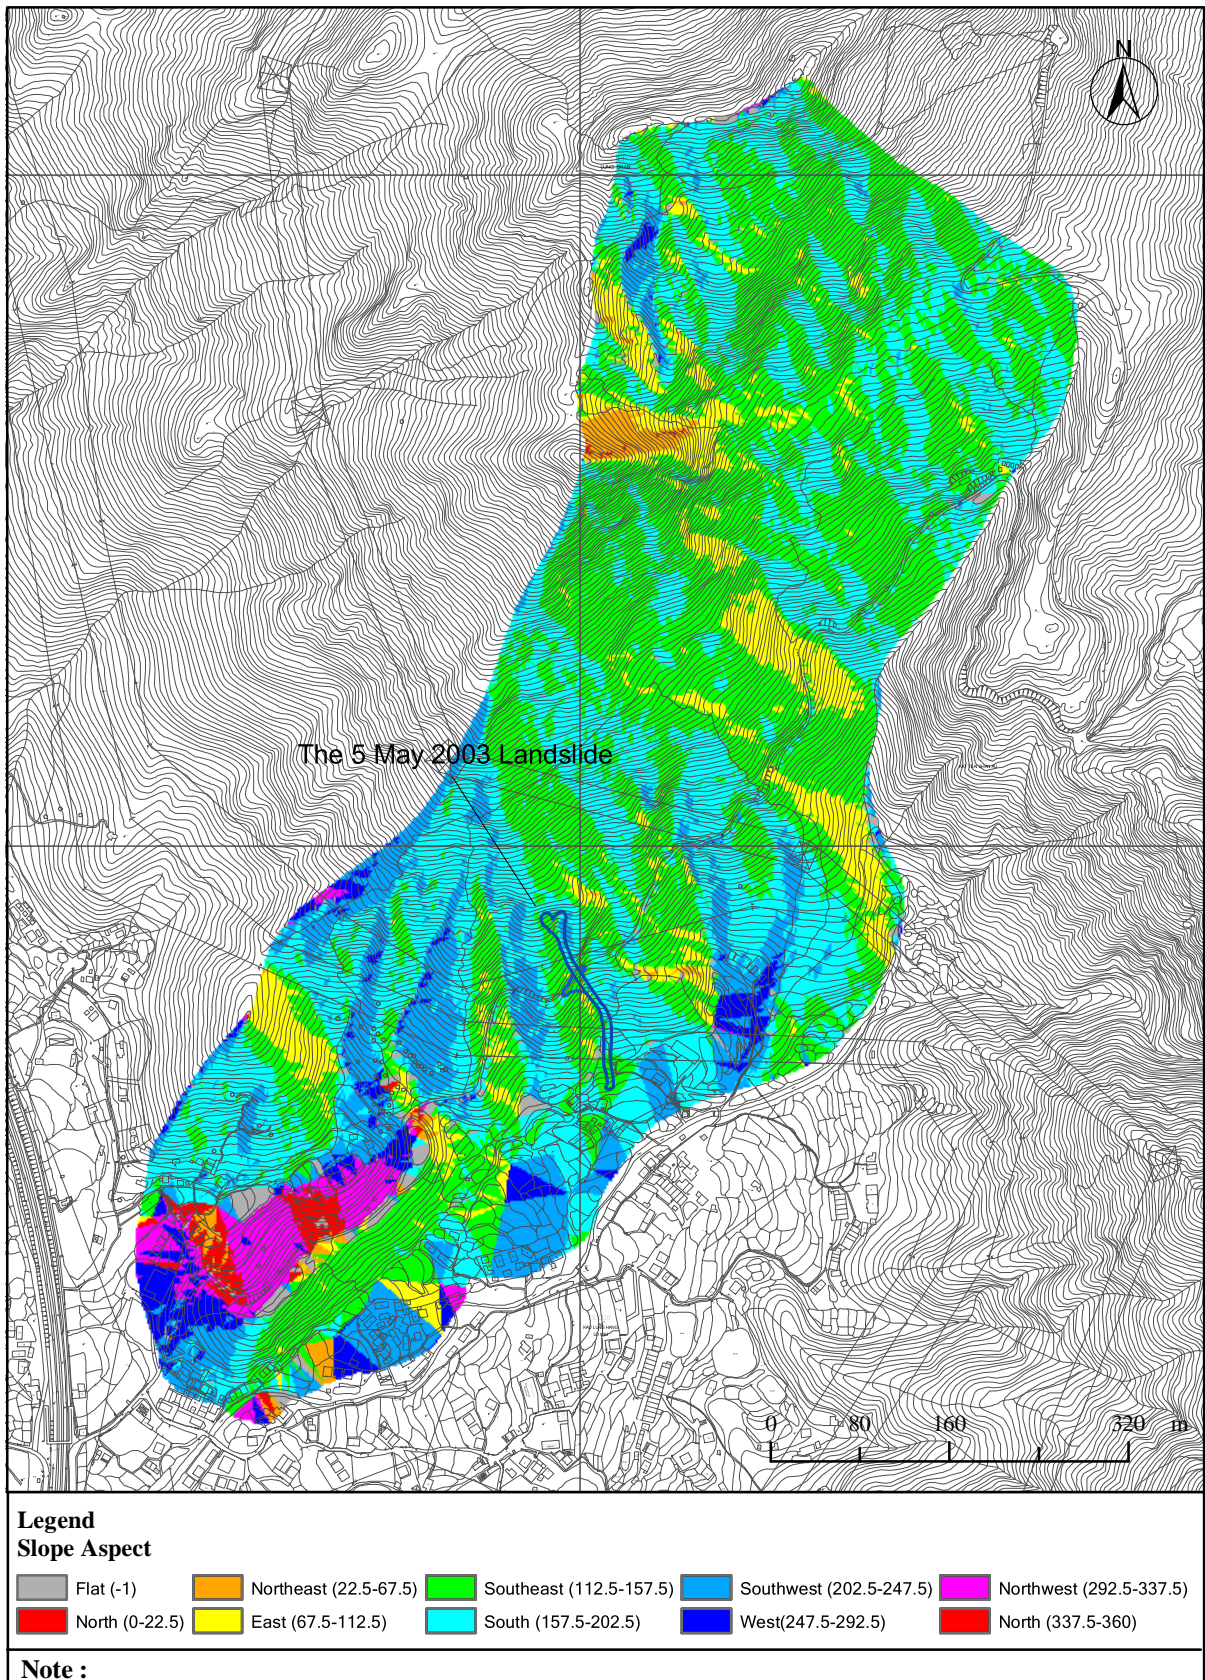 N
The 5 May 2003 Landslide
0 80 160 320 m
Legend
Slope Aspect
Flat (-1) Northeast (22.5-67.5) Southeast (112.5-157.5) Southwest (202.5-247.5) Northwest (292.5-337.5)
North (0-22.5) East (67.5-112.5) South (157.5-202.5) West(247.5-292.5) North (337.5-360)
Note :